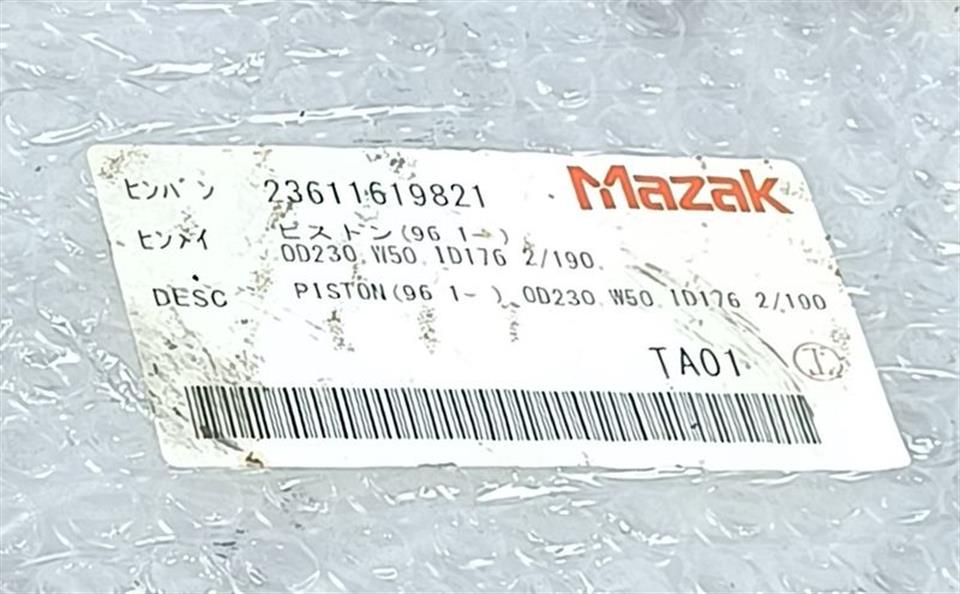 ヒンバン 23611619821 Mazak
ヒンメイ ピストン(96 1-)
OD230 W50 ID176 2/190
DESC PISTON(96 1- ) OD230 W50 ID176 2/190
TA01